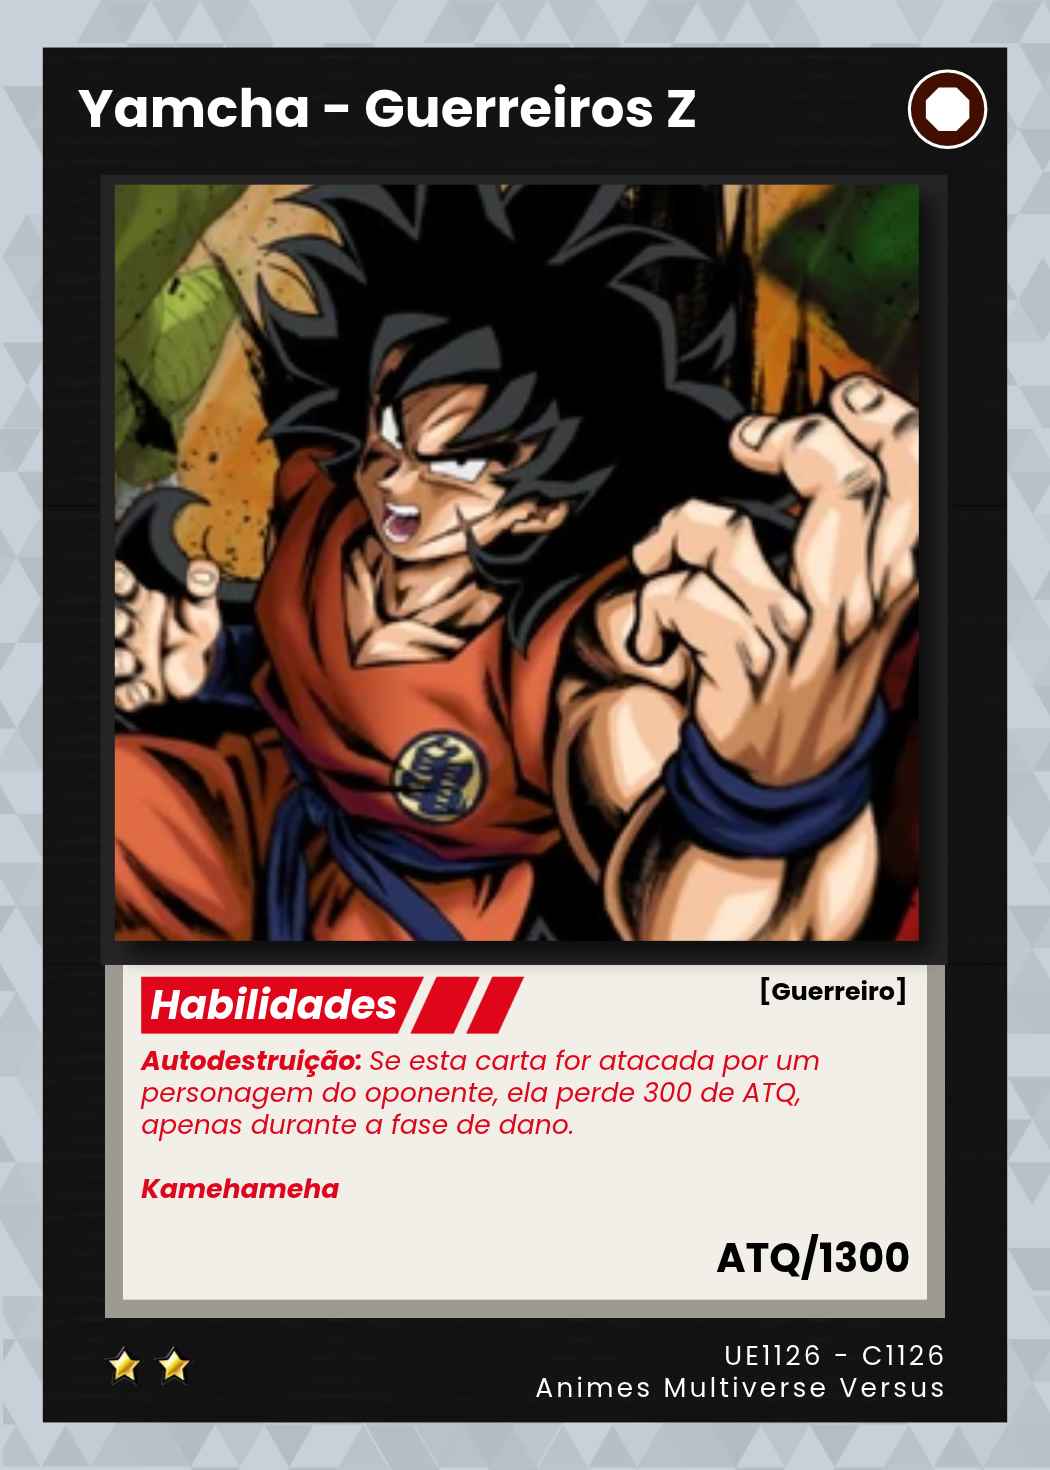 Yamcha - Guerreiros Z
Habilidades
[Guerreiro]
Autodestruição: Se esta carta for atacada por um
personagem do oponente, ela perde 300 de ATQ,
apenas durante a fase de dano.
Kamehameha
ATQ/1300
UE1126 - C1126
Animes Multiverse Versus